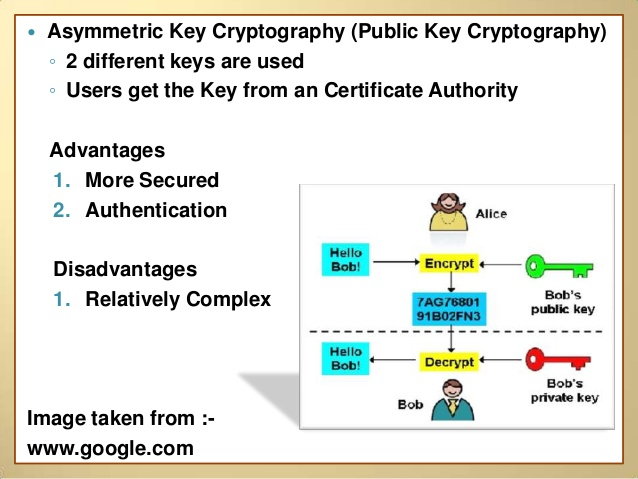 Asymmetric Key Cryptography (Public Key Cryptography)
2 different keys are used
Users get the Key from an Certificate Authority
Advantages
1. More Secured
2. Authentication
Disadvantages
1. Relatively Complex
Alice
Hello
Bob!
Encrypt
Bob's
public key
7AG76801
91B02FN3
Hello
Bob!
Decrypt
Bob's
private key
Bob
Image taken from :-
www.google.com